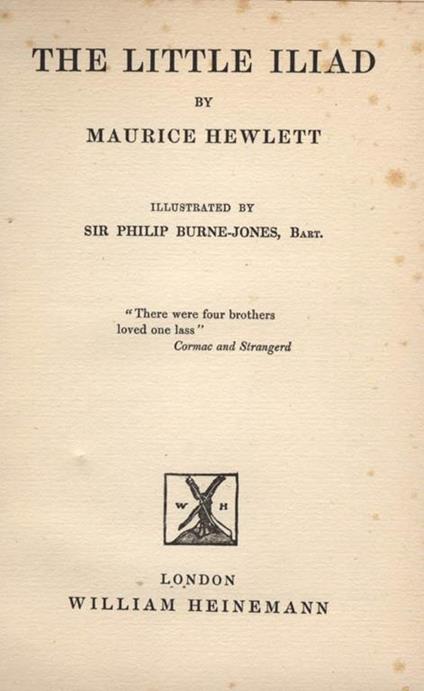 THE LITTLE ILIAD
BY
MAURICE HEWLETT
ILLUSTRATED BY
SIR PHILIP BURNE-JONES, BART.
"There were four brothers
loved one lass"
Cormac and Strangerd
W H
LONDON
WILLIAM HEINEMANN